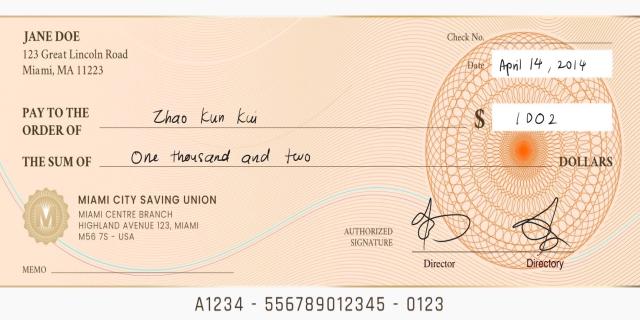 JANE DOE
123 Great Lincoln Road
Miami, MA 11223
Check No.
Date April 14, 2014
PAY TO THE
ORDER OF Zhao Kun Kui
$ 1002
THE SUM OF One thousand and two DOLLARS
MIAMI CITY SAVING UNION
MIAMI CENTRE BRANCH
HIGHLAND AVENUE 123, MIAMI
M56 7S - USA
AUTHORIZED
SIGNATURE
Director Directory
MEMO
A1234 - 556789012345 - 0123